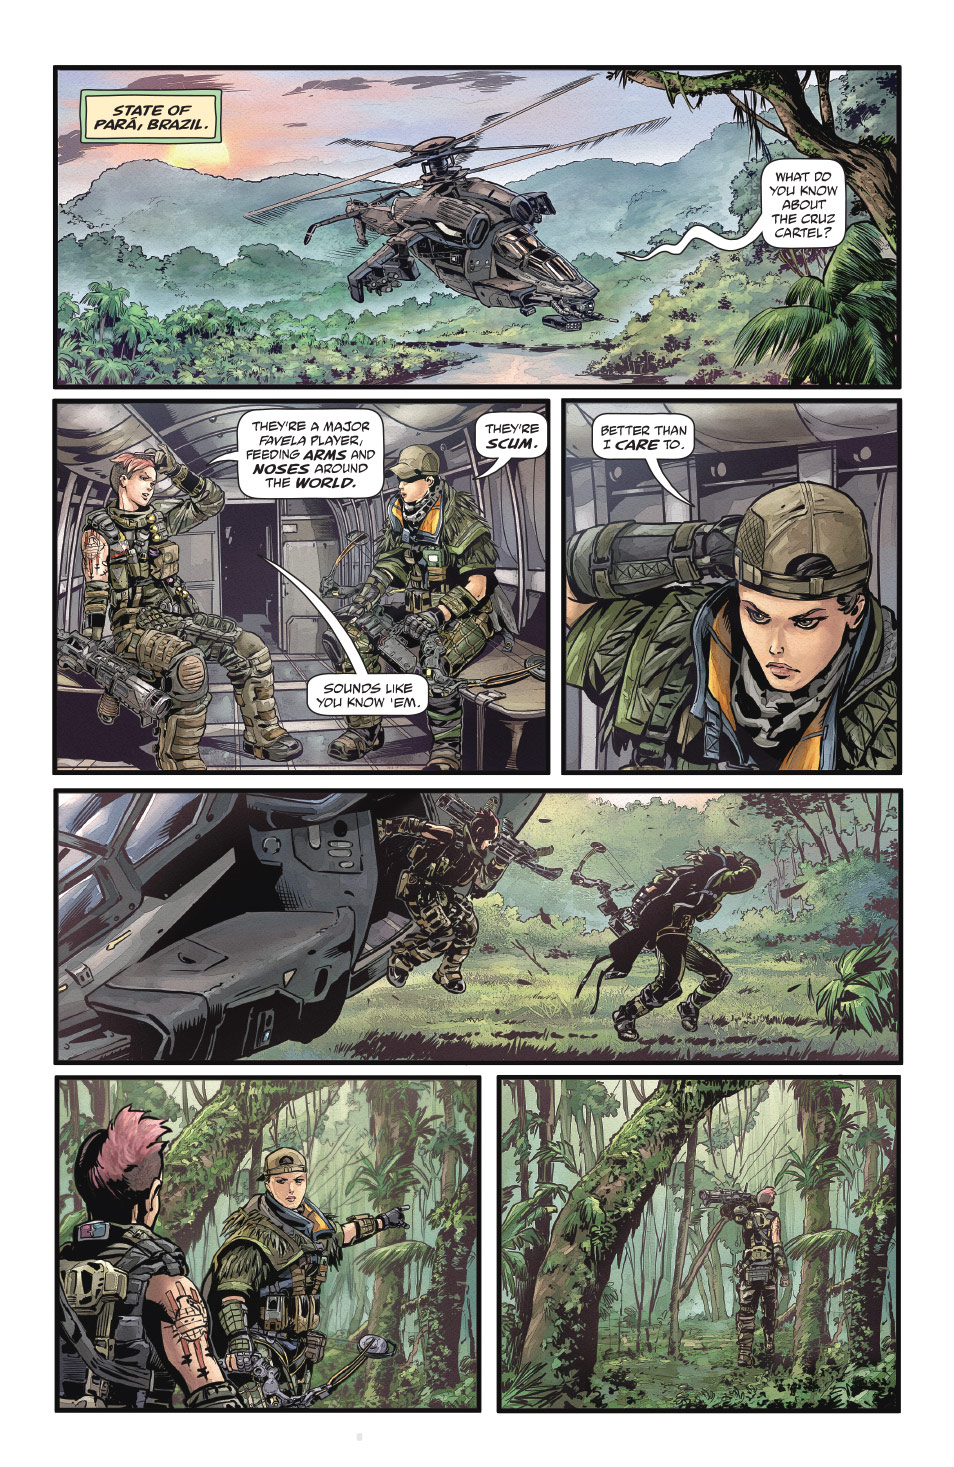 STATE OF
PARÁ, BRAZIL.
WHAT DO
YOU KNOW
ABOUT
THE CRUZ
CARTEL?
THEY'RE A MAJOR
FAVELA PLAYER,
FEEDING ARMS AND
NOSES AROUND
THE WORLD.
THEY'RE
SCUM.
SOUNDS LIKE
YOU KNOW 'EM.
BETTER THAN
I CARE TO.